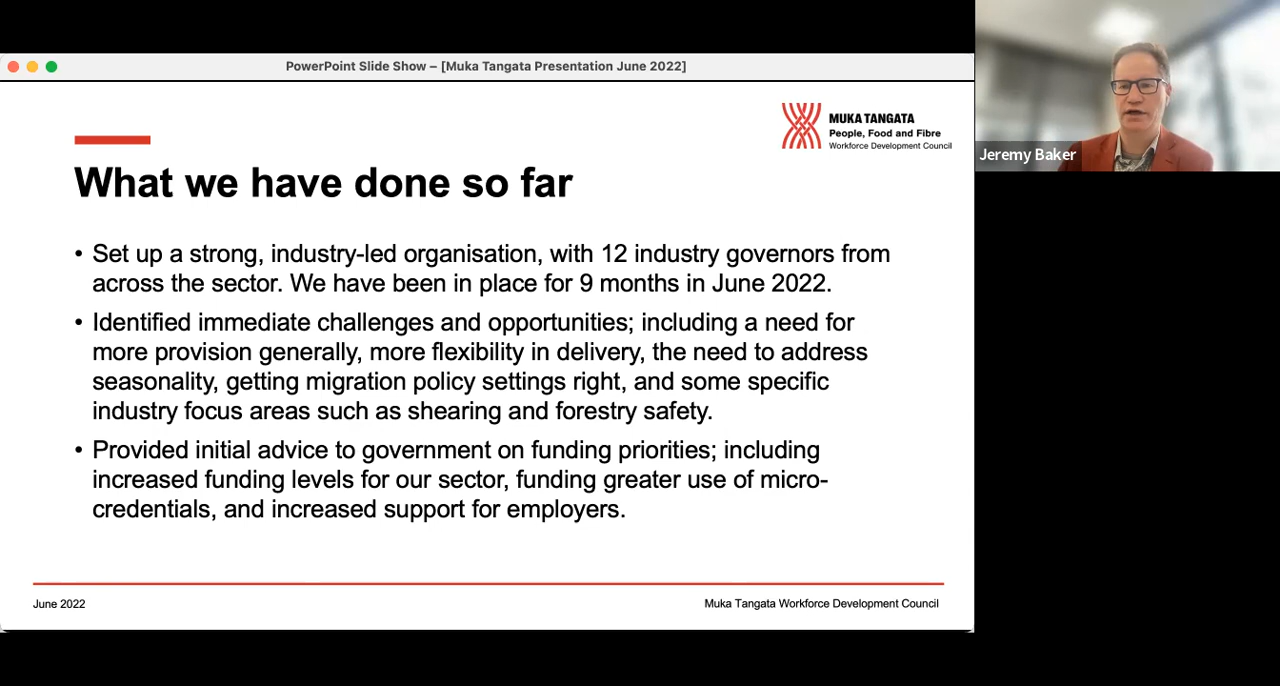 PowerPoint Slide Show – [Muka Tangata Presentation June 2022]
MUKA TANGATA
People, Food and Fibre
Workforce Development Council
Jeremy Baker
What we have done so far
• Set up a strong, industry-led organisation, with 12 industry governors from
across the sector. We have been in place for 9 months in June 2022.
• Identified immediate challenges and opportunities; including a need for
more provision generally, more flexibility in delivery, the need to address
seasonality, getting migration policy settings right, and some specific
industry focus areas such as shearing and forestry safety.
• Provided initial advice to government on funding priorities; including
increased funding levels for our sector, funding greater use of micro-
credentials, and increased support for employers.
June 2022
Muka Tangata Workforce Development Council